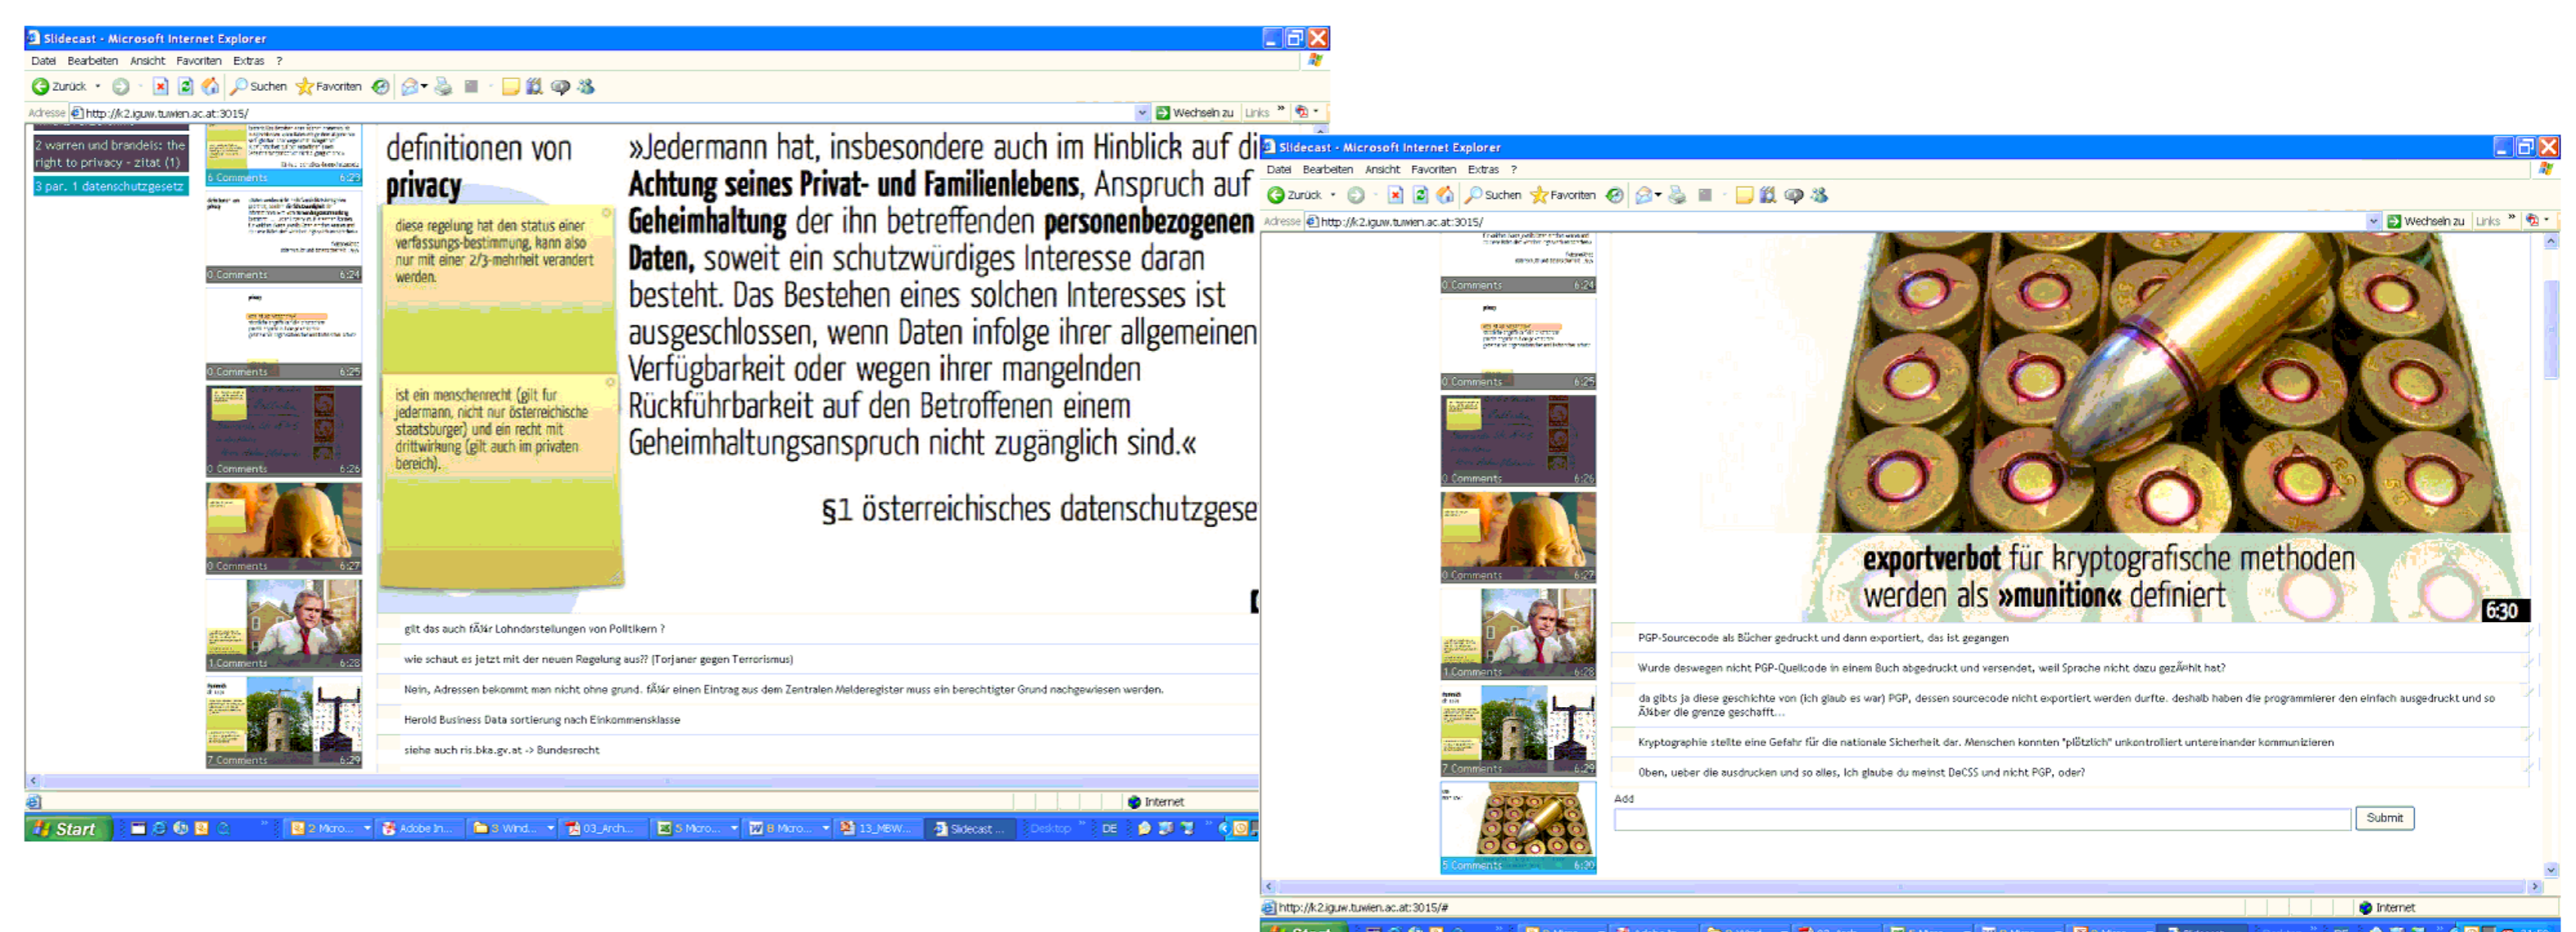 Slidecast - Microsoft Internet Explorer
Datei Bearbeiten Ansicht Favoriten Extras ?
Zurück Suchen Favoriten
Adresse http://k2.iguw.tuwien.ac.at:3015/ Wechseln zu Links
2 warren und brandeis: the
right to privacy - zitat (1)
3 par. 1 datenschutzgesetz
6 Comments 6:23
0 Comments 6:24
0 Comments 6:25
0 Comments 6:26
0 Comments 6:27
1 Comments 6:28
7 Comments 6:29
definitionen von
privacy
diese regelung hat den status einer
verfassungs-bestimmung, kann also
nur mit einer 2/3-mehrheit verandert
werden.
ist ein menschenrecht (gilt fur
jedermann, nicht nur österreichische
staatsburger) und ein recht mit
drittwirkung (gilt auch im privaten
bereich).
»Jedermann hat, insbesondere auch im Hinblick auf di
Achtung seines Privat- und Familienlebens, Anspruch auf
Geheimhaltung der ihn betreffenden personenbezogenen
Daten, soweit ein schutzwürdiges Interesse daran
besteht. Das Bestehen eines solchen Interesses ist
ausgeschlossen, wenn Daten infolge ihrer allgemeinen
Verfügbarkeit oder wegen ihrer mangelnden
Rückführbarkeit auf den Betroffenen einem
Geheimhaltungsanspruch nicht zugänglich sind.«
§1 österreichisches datenschutzgese
gilt das auch fÃ¼r Lohndarstellungen von Politikern ?
wie schaut es jetzt mit der neuen Regelung aus?? (Torjaner gegen Terrorismus)
Nein, Adressen bekommt man nicht ohne grund. fÃ¼r einen Eintrag aus dem Zentralen Melderegister muss ein berechtigter Grund nachgewiesen werden.
Herold Business Data sortierung nach Einkommensklasse
siehe auch ris.bka.gv.at -> Bundesrecht
Internet
Start 2 Micro... Adobe In... 3 Wind... 03_Arch... 5 Micro... 8 Micro... 13_MBW... Slidecast ... Desktop DE
Slidecast - Microsoft Internet Explorer
Datei Bearbeiten Ansicht Favoriten Extras ?
Zurück Suchen Favoriten
Adresse http://k2.iguw.tuwien.ac.at:3015/ Wechseln zu Links
0 Comments 6:24
0 Comments 6:25
0 Comments 6:26
0 Comments 6:27
1 Comments 6:28
7 Comments 6:29
5 Comments 6:30
exportverbot für kryptografische methoden
werden als »munition« definiert
6:30
PGP-Sourcecode als Bücher gedruckt und dann exportiert, das ist gegangen
Wurde deswegen nicht PGP-Quellcode in einem Buch abgedruckt und versendet, weil Sprache nicht dazu gezÃ¤hlt hat?
da gibts ja diese geschichte von (ich glaub es war) PGP, dessen sourcecode nicht exportiert werden durfte. deshalb haben die programmierer den einfach ausgedruckt und so
Ã¼ber die grenze geschafft...
Kryptographie stellte eine Gefahr für die nationale Sicherheit dar. Menschen konnten "plötzlich" unkontrolliert untereinander kommunizieren
Oben, ueber die ausdrucken und so alles, Ich glaube du meinst DeCSS und nicht PGP, oder?
Add
Submit
http://k2.iguw.tuwien.ac.at:3015/#
Internet